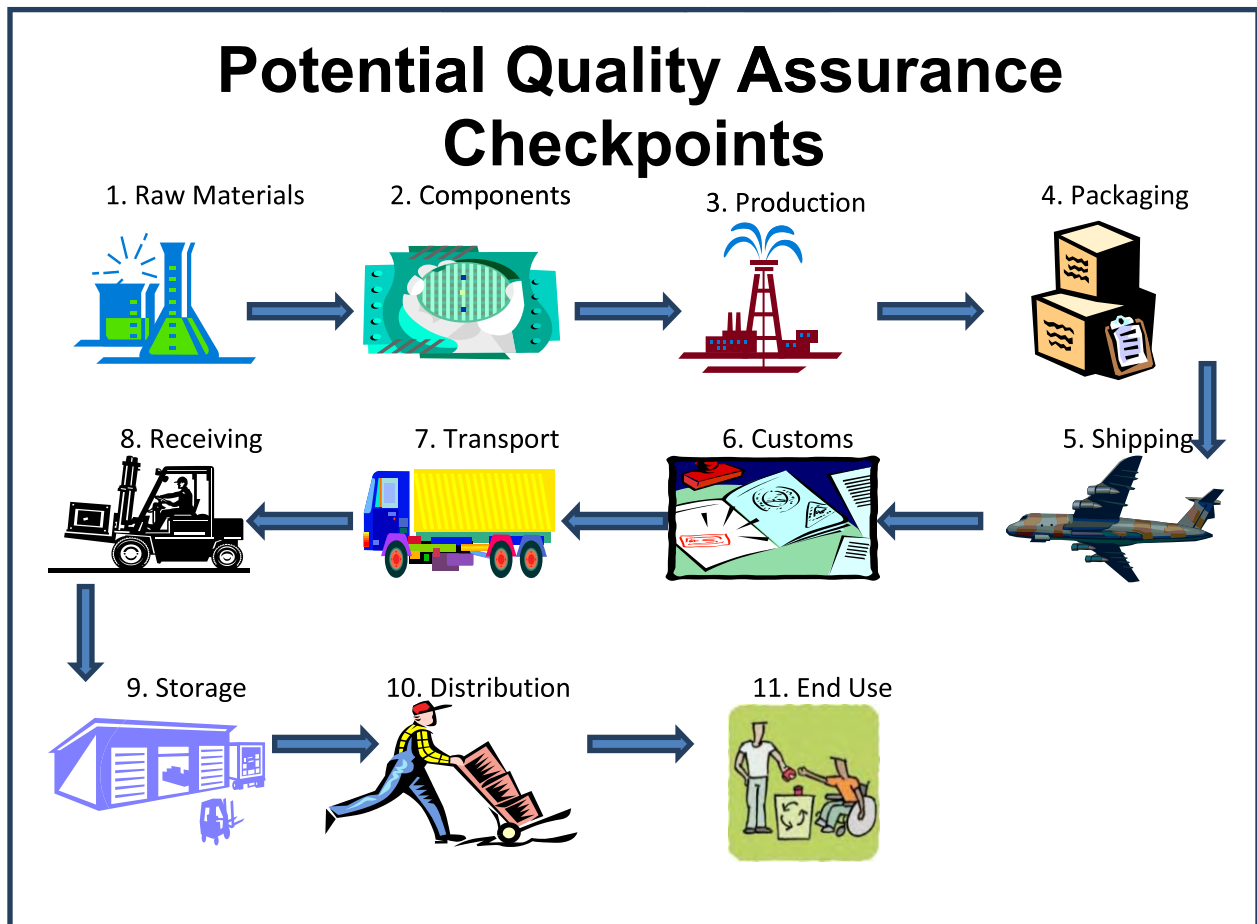 Potential Quality Assurance
Checkpoints
1. Raw Materials
2. Components
3. Production
4. Packaging
5. Shipping
6. Customs
7. Transport
8. Receiving
9. Storage
10. Distribution
11. End Use